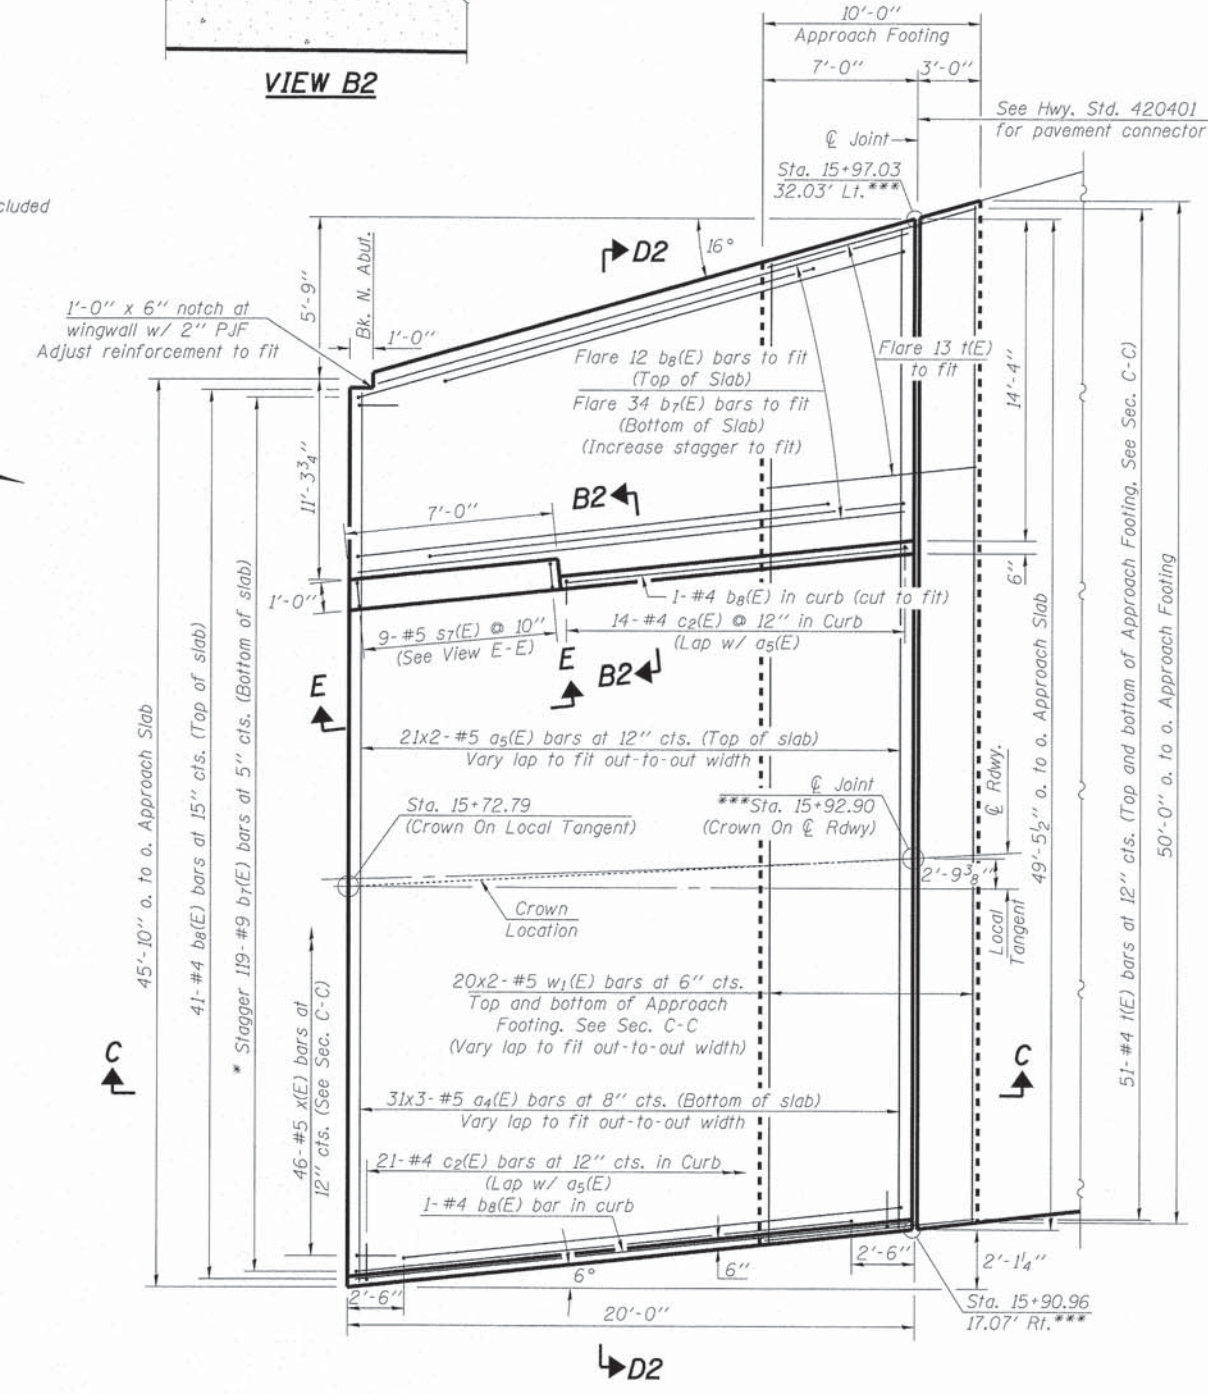 VIEW B2
10'-0"
Approach Footing
7'-0"
3'-0"
See Hwy. Std. 420401
for pavement connector
℄ Joint
Sta. 15+97.03
32.03' Lt.***
cluded
5'-9"
Bk. N. Abut.
1'-0"
16°
D2
1'-0" x 6" notch at
wingwall w/ 2" PJF
Adjust reinforcement to fit
Flare 12 b8(E) bars to fit
(Top of Slab)
Flare 34 b7(E) bars to fit
(Bottom of Slab)
(Increase stagger to fit)
Flare 13 t(E)
to fit
14'-4"
11'-3¾"
7'-0"
B2
6"
1'-0"
1-#4 b8(E) in curb (cut to fit)
9-#5 s7(E) @ 10"
(See View E-E)
14-#4 c2(E) @ 12" in Curb
(Lap w/ a5(E)
E
E
B2
21x2-#5 a5(E) bars at 12" cts. (Top of slab)
Vary lap to fit out-to-out width
Sta. 15+72.79
(Crown On Local Tangent)
℄ Joint
***Sta. 15+92.90
(Crown On ℄ Rdwy)
℄ Rdwy.
2'-9⅜"
Local
Tangent
Crown
Location
45'-10" o. to o. Approach Slab
41-#4 b8(E) bars at 15" cts. (Top of slab)
* Stagger 119-#9 b7(E) bars at 5" cts. (Bottom of slab)
46-#5 x(E) bars at
12" cts. (See Sec. C-C)
49'-5½" o. to o. Approach Slab
51-#4 t(E) bars at 12" cts. (Top and bottom of Approach Footing, See Sec. C-C)
50'-0" o. to o. Approach Footing
20x2-#5 w1(E) bars at 6" cts.
Top and bottom of Approach
Footing. See Sec. C-C
(Vary lap to fit out-to-out width)
C
C
31x3-#5 a4(E) bars at 8" cts. (Bottom of slab)
Vary lap to fit out-to-out width
21-#4 c2(E) bars at 12" cts. in Curb
(Lap w/ a5(E)
1-#4 b8(E) bar in curb
2'-6"
6°
6"
2'-6"
2'-1¼"
20'-0"
Sta. 15+90.96
17.07' Rt.***
D2